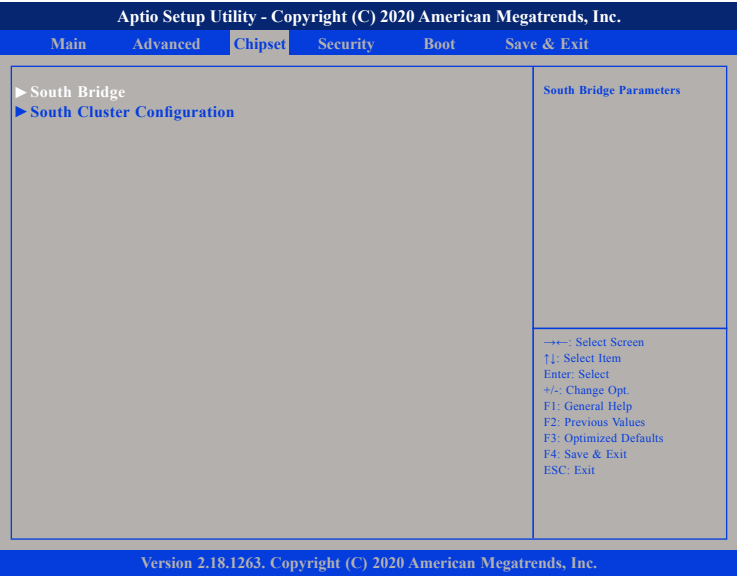 Aptio Setup Utility - Copyright (C) 2020 American Megatrends, Inc.
Main Advanced Chipset Security Boot Save & Exit
►South Bridge
►South Cluster Configuration
South Bridge Parameters
→←: Select Screen
↑↓: Select Item
Enter: Select
+/-: Change Opt.
F1: General Help
F2: Previous Values
F3: Optimized Defaults
F4: Save & Exit
ESC: Exit
Version 2.18.1263. Copyright (C) 2020 American Megatrends, Inc.